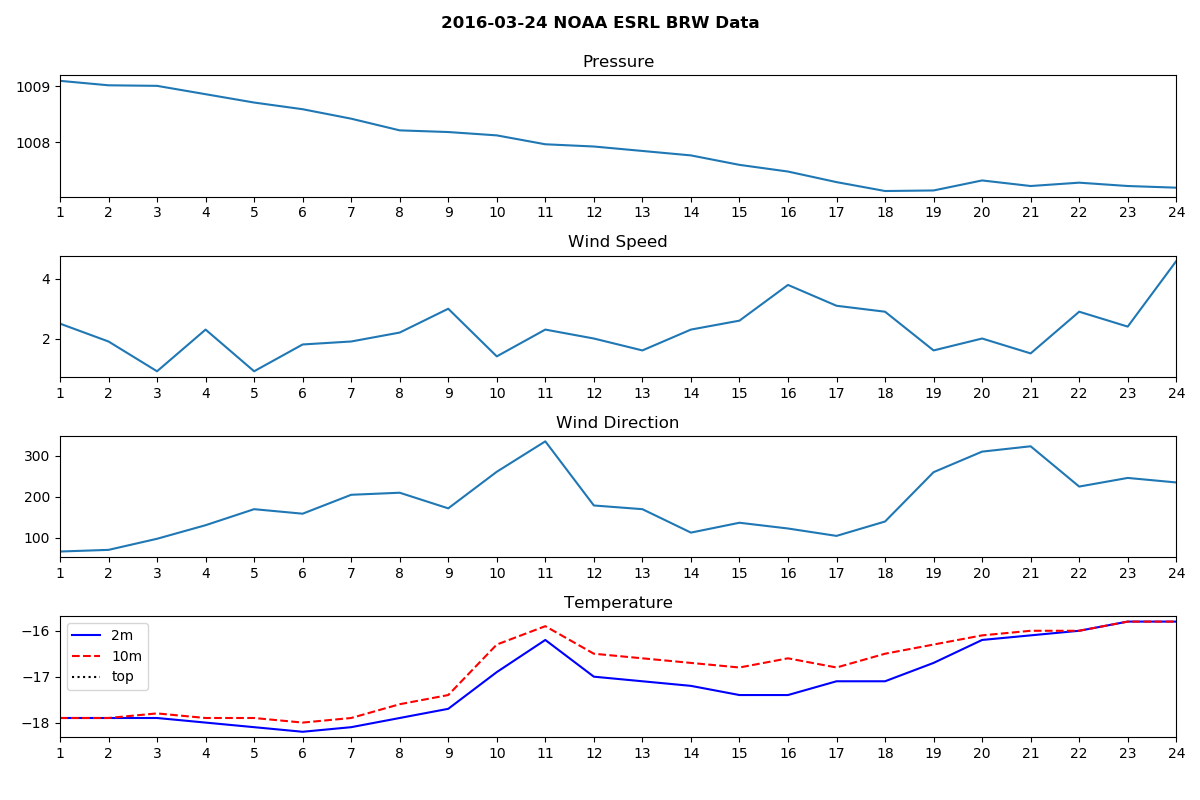 2016-03-24 NOAA ESRL BRW Data
Pressure
1009
1008
1 2 3 4 5 6 7 8 9 10 11 12 13 14 15 16 17 18 19 20 21 22 23 24
Wind Speed
4
2
1 2 3 4 5 6 7 8 9 10 11 12 13 14 15 16 17 18 19 20 21 22 23 24
Wind Direction
300
200
100
1 2 3 4 5 6 7 8 9 10 11 12 13 14 15 16 17 18 19 20 21 22 23 24
Temperature
−16
−17
−18
2m
10m
top
1 2 3 4 5 6 7 8 9 10 11 12 13 14 15 16 17 18 19 20 21 22 23 24